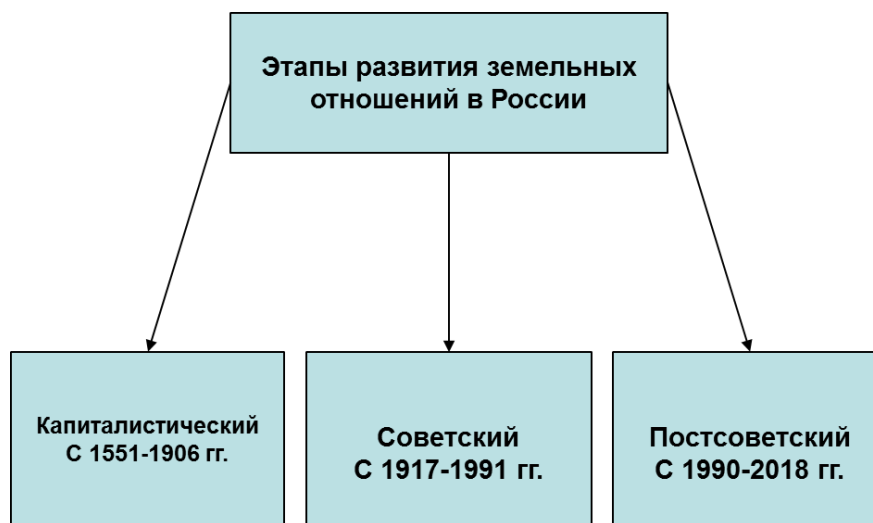 Этапы развития земельных
отношений в России
Капиталистический
С 1551-1906 гг.
Советский
С 1917-1991 гг.
Постсоветский
С 1990-2018 гг.